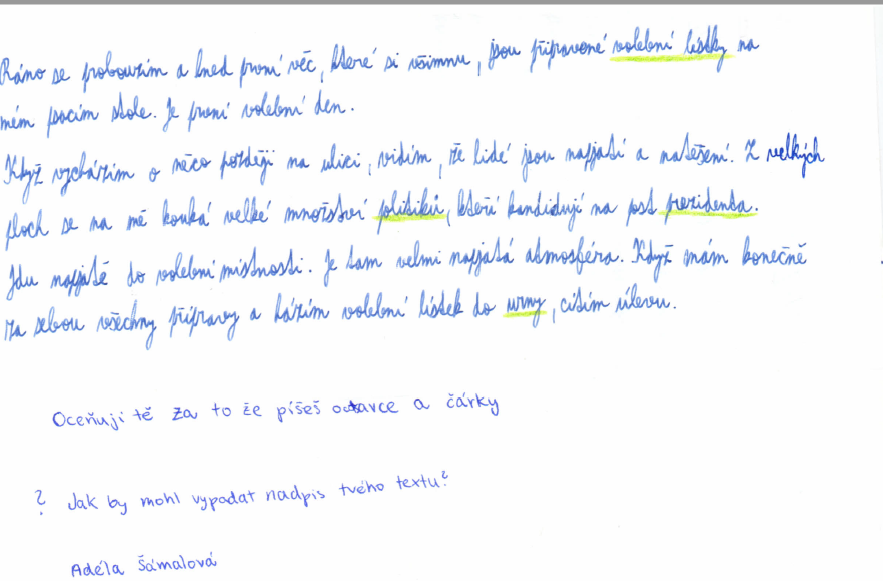 Ráno se probouzím a hned první věc, které si všimnu, jsou připravené volební lístky na
mém psacím stole. Je první volební den.
Když vycházím o něco později na ulici, vidím, že lidé jsou napjatí a natěšení. Z velkých
ploch se na mě kouká velké množství politiků, kteří kandidují na post prezidenta.
Jdu napjatě do volební místnosti. Je tam velmi napjatá atmosféra. Když mám konečně
za sebou všechny přípravy a házím volební lístek do urny, cítím úlevu.
Oceňuji tě za to že píšeš odstavce a čárky
? Jak by mohl vypadat nadpis tvého textu?
Adéla Šámalová